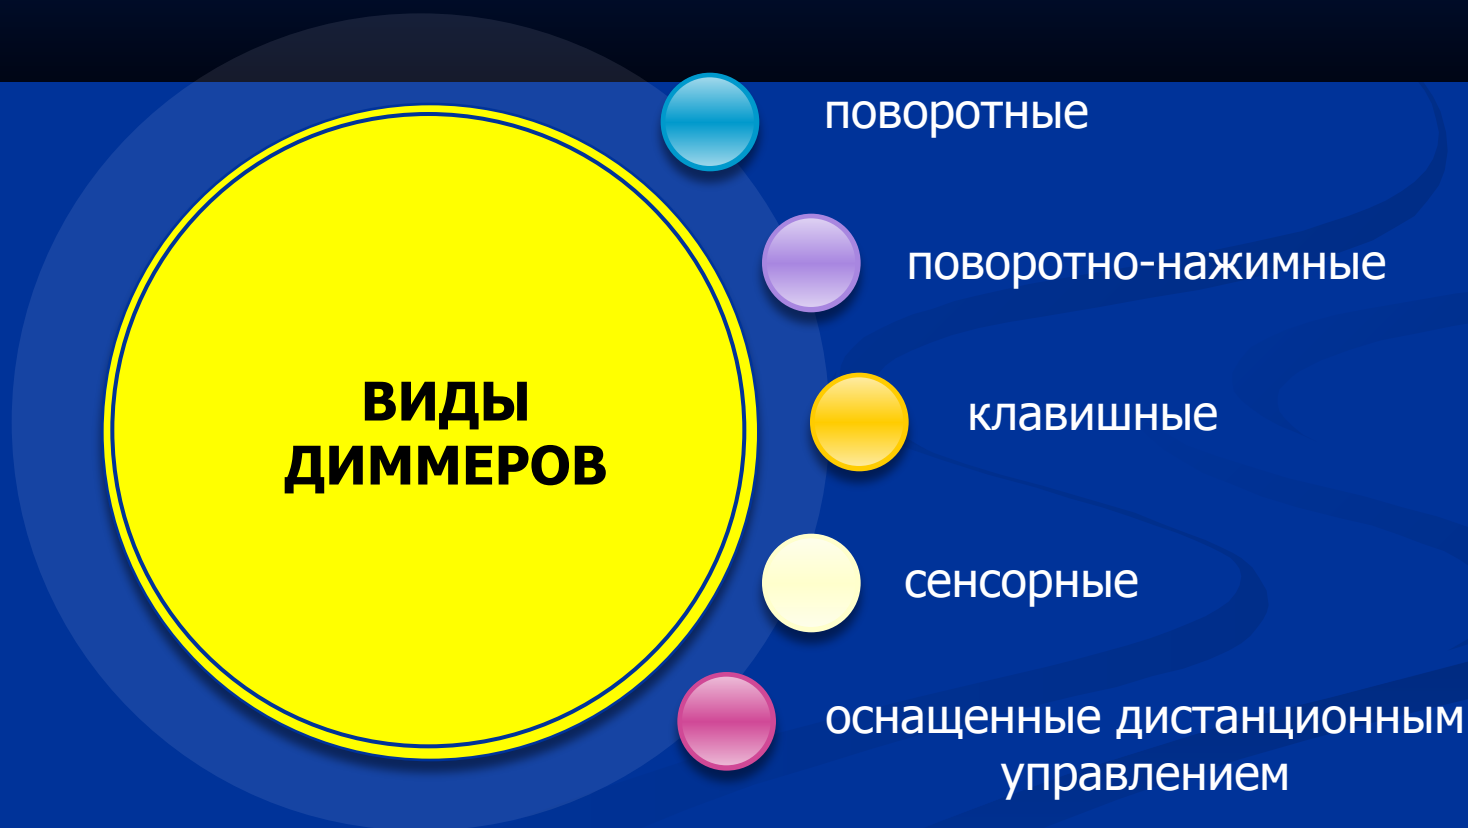 ВИДЫ
ДИММЕРОВ
поворотные
поворотно-нажимные
клавишные
сенсорные
оснащенные дистанционным
управлением